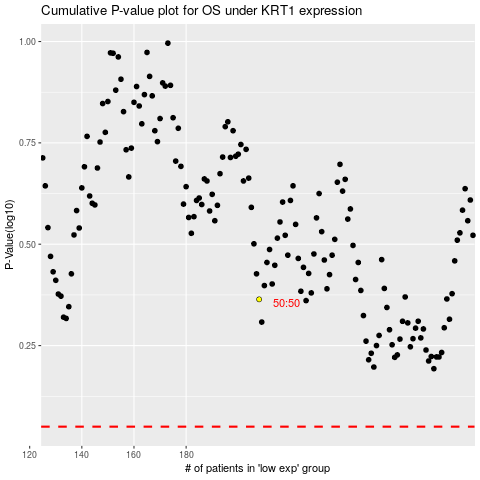 Cumulative P-value plot for OS under KRT1 expression
P-Value(log10)
1.00
0.75
0.50
0.25
50:50
120 140 160 180
# of patients in 'low exp' group